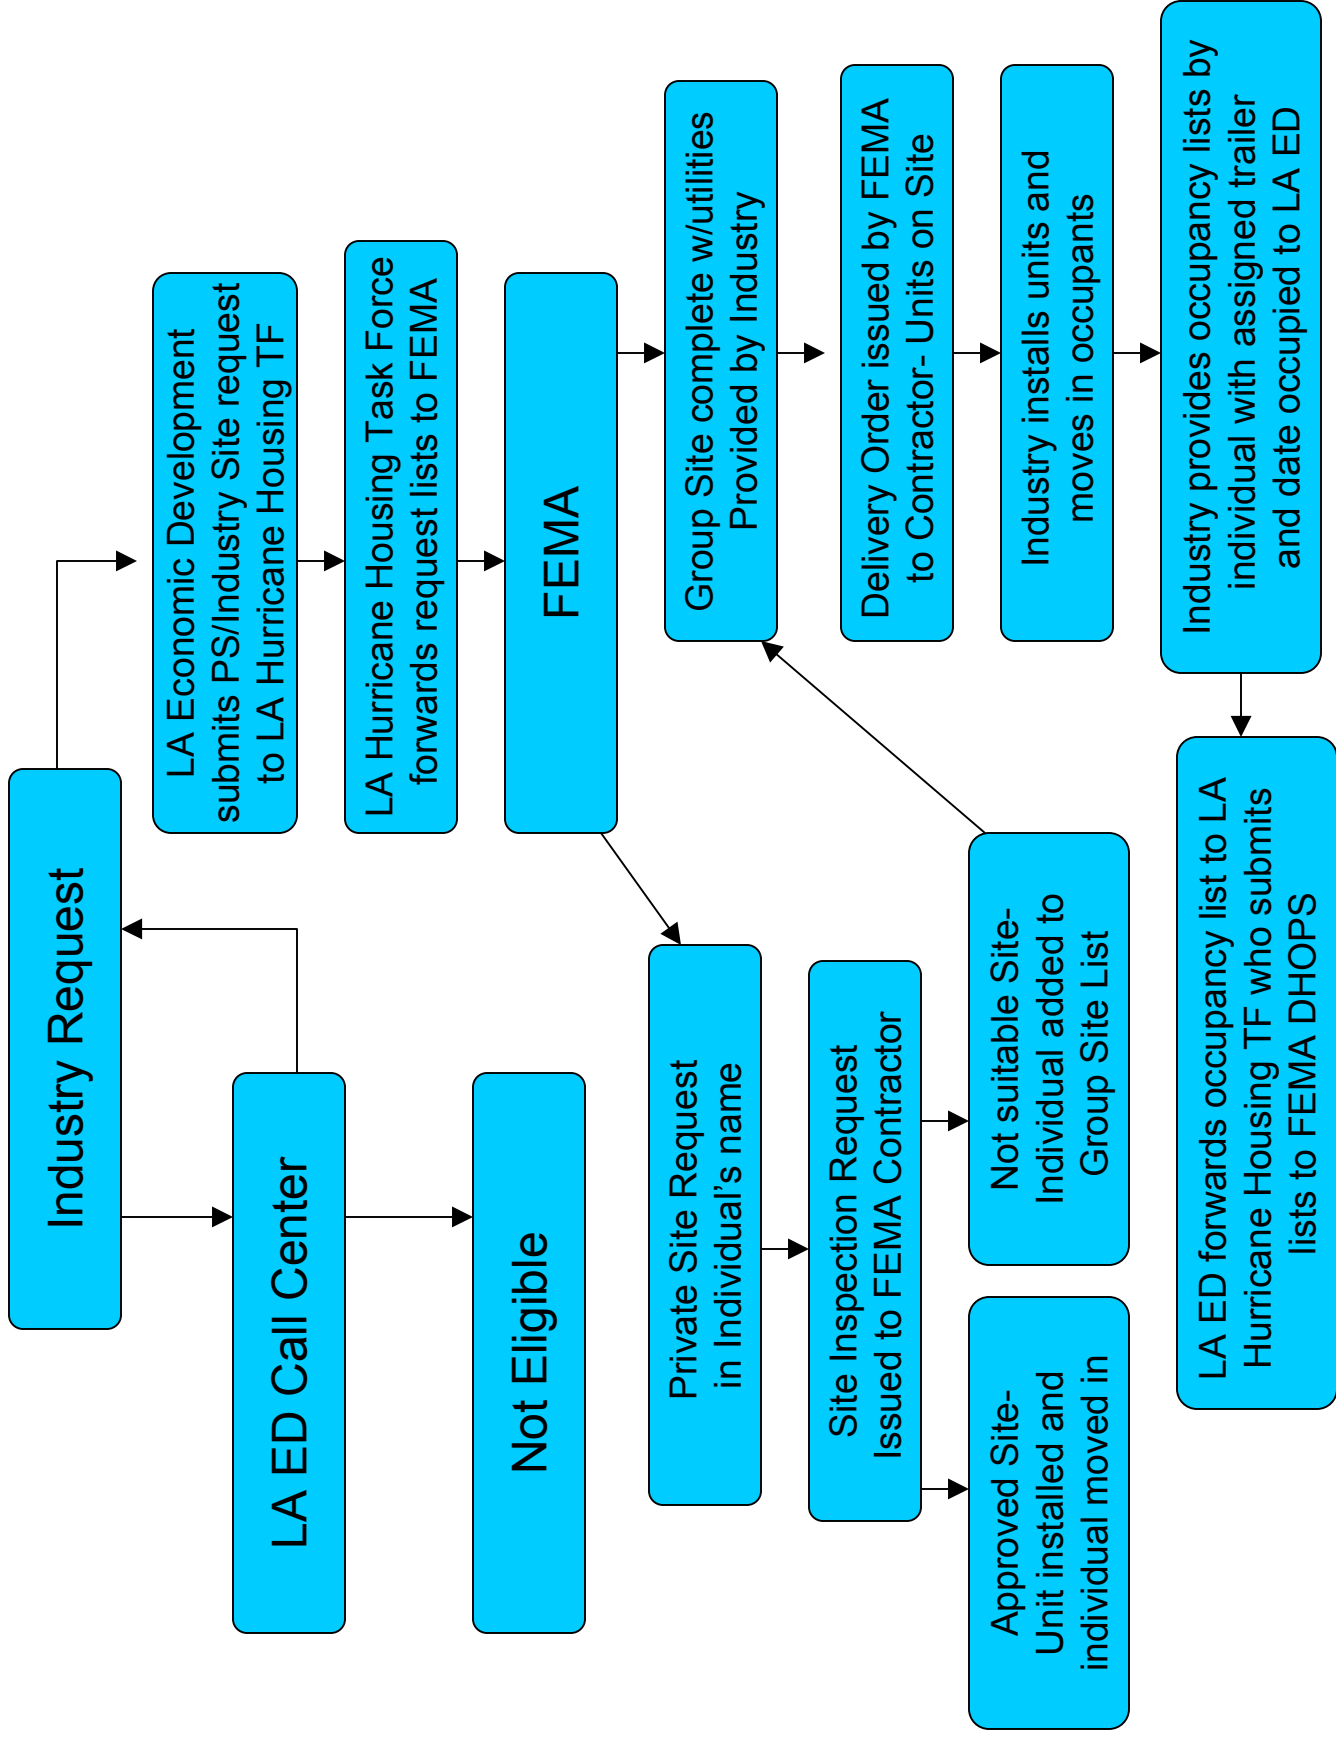 Industry Request
LA ED Call Center
Not Eligible
LA Economic Development
submits PS/Industry Site request
to LA Hurricane Housing TF
LA Hurricane Housing Task Force
forwards request lists to FEMA
FEMA
Private Site Request
in Individual’s name
Site Inspection Request
Issued to FEMA Contractor
Approved Site-
Unit installed and
individual moved in
Not suitable Site-
Individual added to
Group Site List
Group Site complete w/utilities
Provided by Industry
Delivery Order issued by FEMA
to Contractor- Units on Site
Industry installs units and
moves in occupants
Industry provides occupancy lists by
individual with assigned trailer
and date occupied to LA ED
LA ED forwards occupancy list to LA
Hurricane Housing TF who submits
lists to FEMA DHOPS